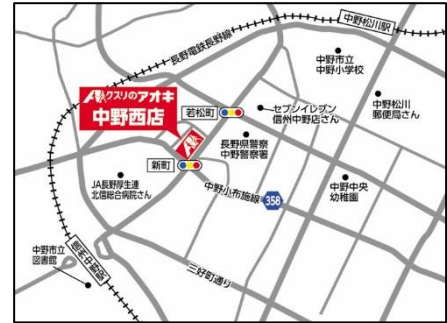 中野松川駅
長野電鉄長野線
中野市立
中野小学校
クスリのアオキ
中野西店
若松町
セブンイレブン
信州中野店さん
中野松川
郵便局さん
長野県警察
中野警察署
新町
JA長野厚生連
北信総合病院さん
中野小布施線
358
中野中央
幼稚園
中野市立
図書館
信州中野駅
三好町通り